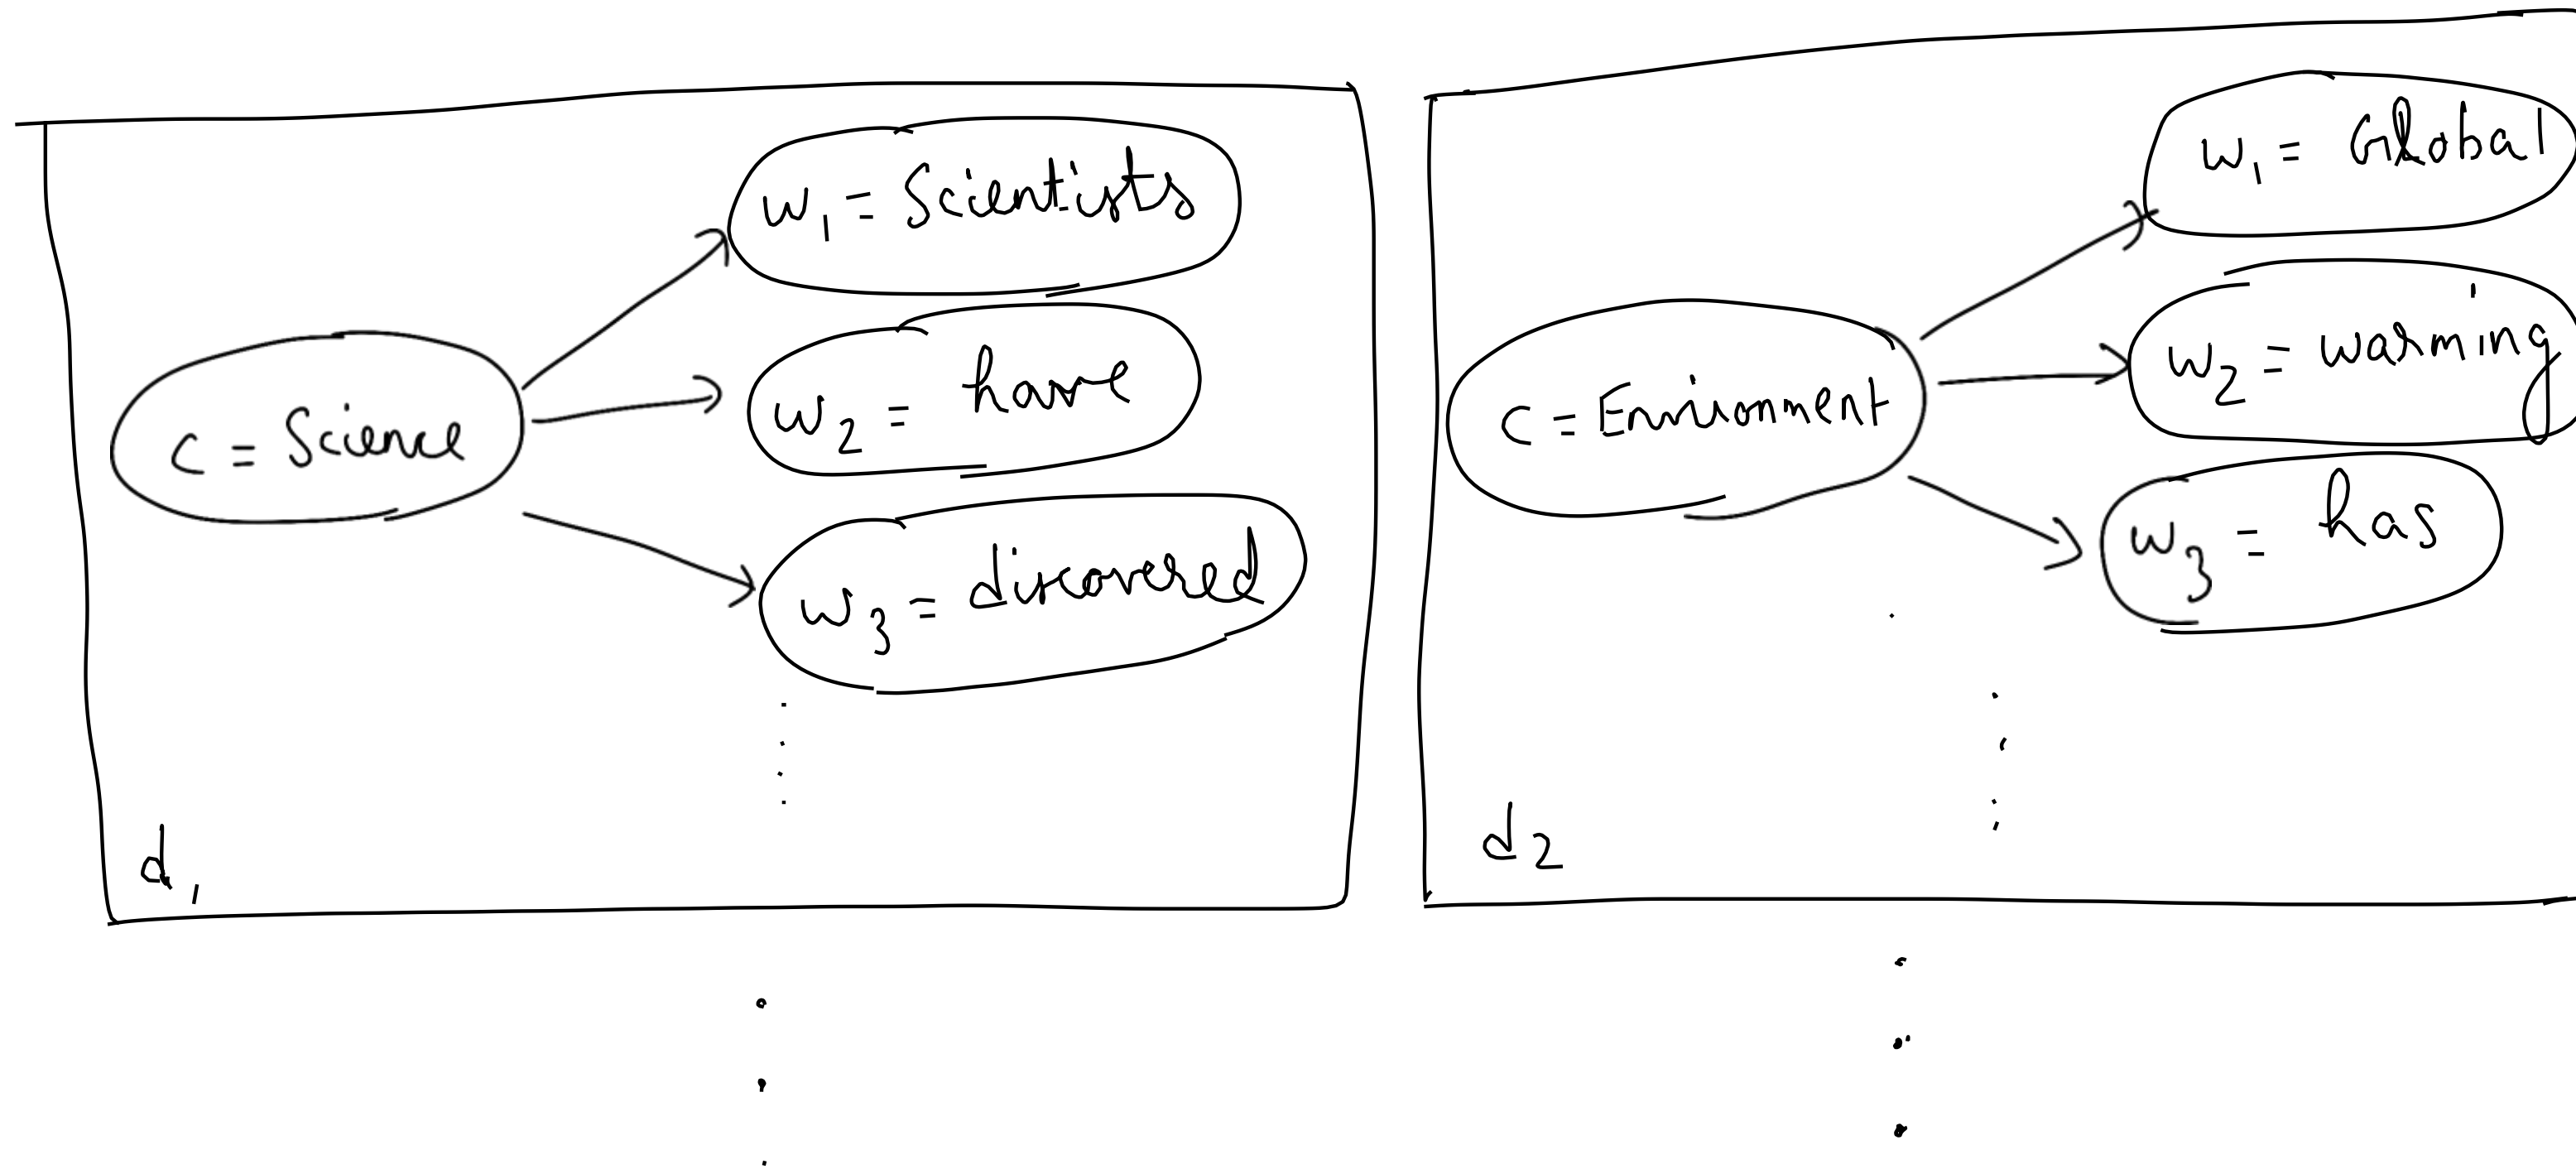 w1 = Scientists
w2 = have
c = Science
w3 = discovered
d1
w1 = Global
w2 = warming
c = Environment
w3 = has
d2